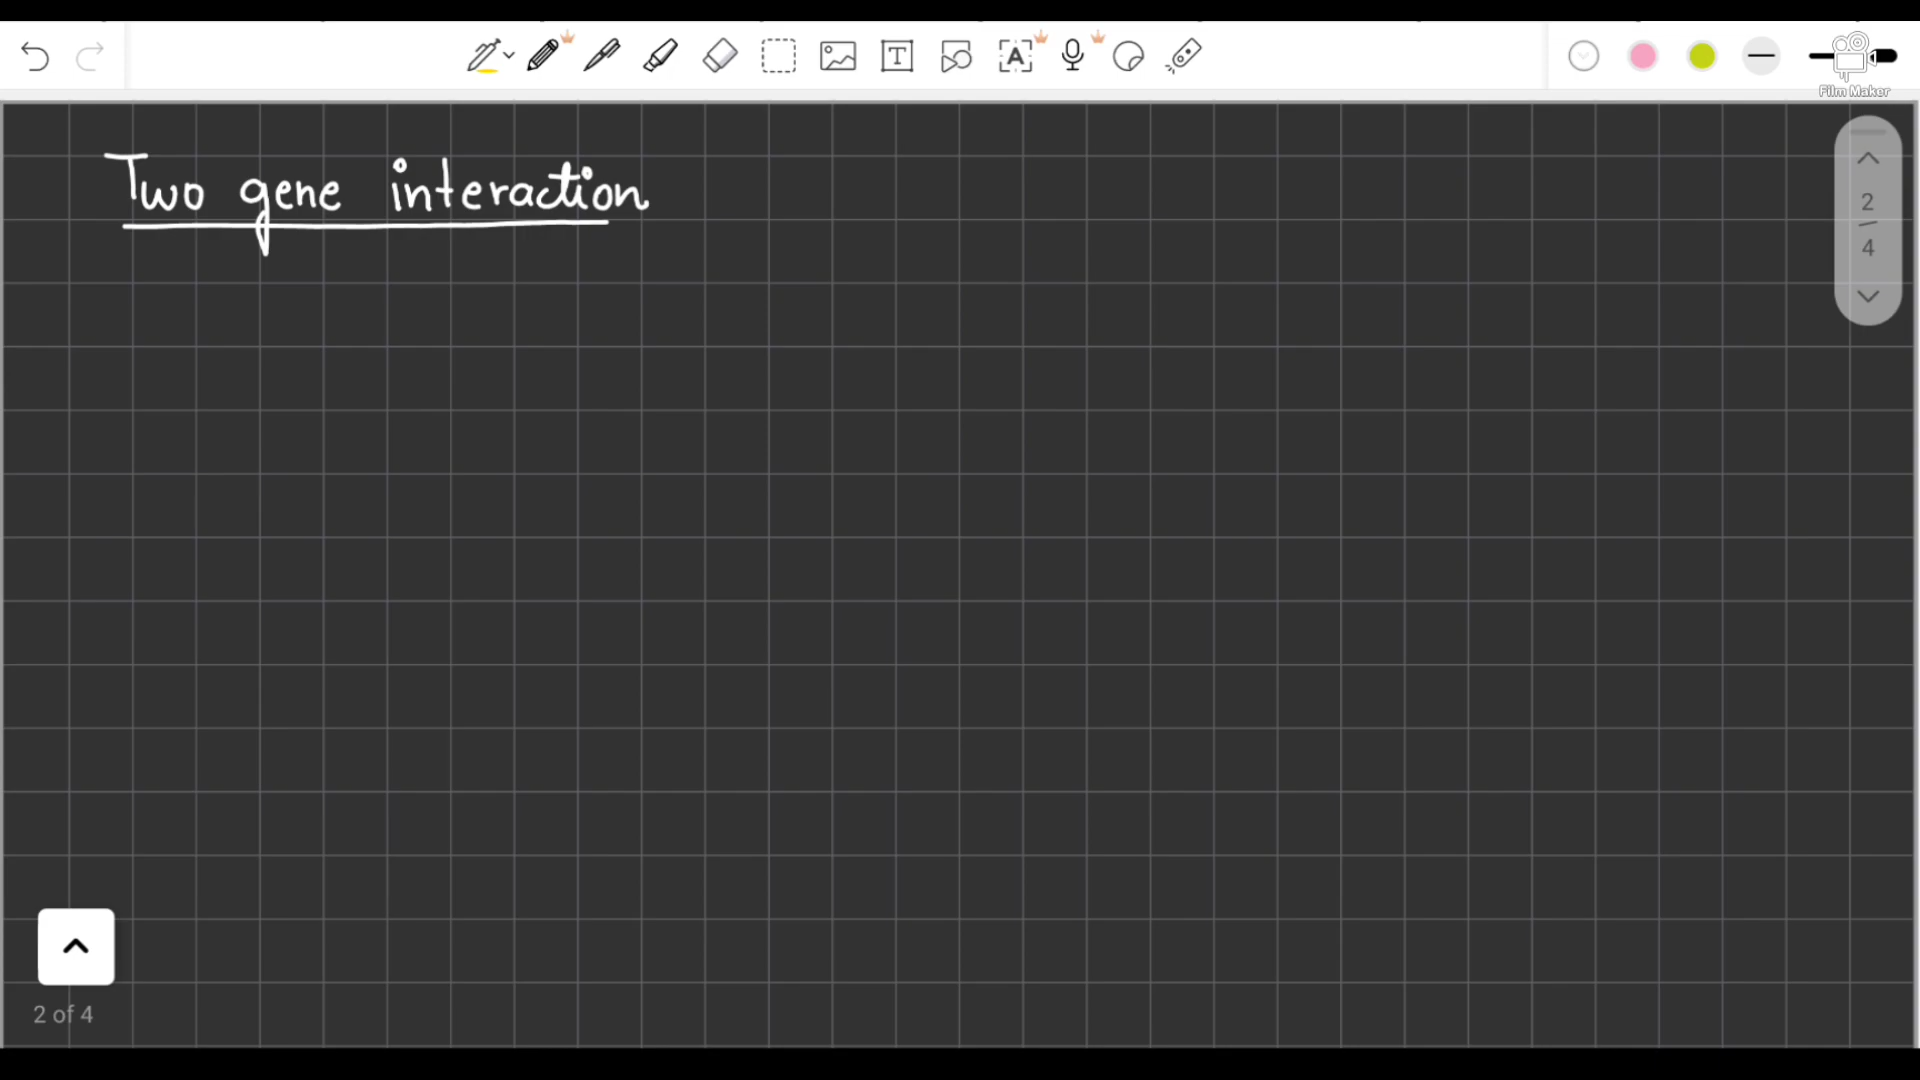 Film Maker
Two gene interaction
2
4
2 of 4